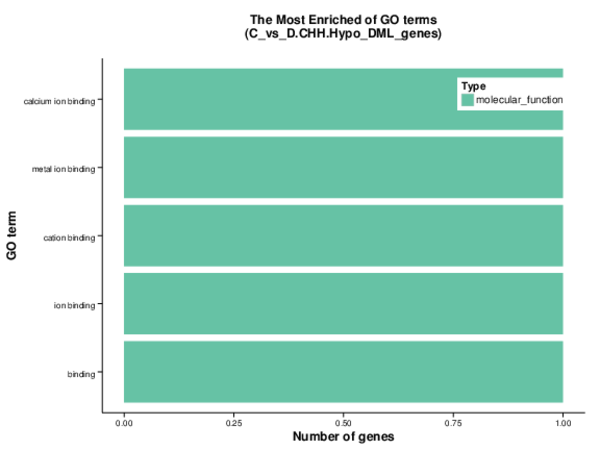 The Most Enriched of GO terms
(C_vs_D.CHH.Hypo_DML_genes)
Type
molecular_function
calcium ion binding
metal ion binding
cation binding
ion binding
binding
GO term
0.00
0.25
0.50
0.75
1.00
Number of genes